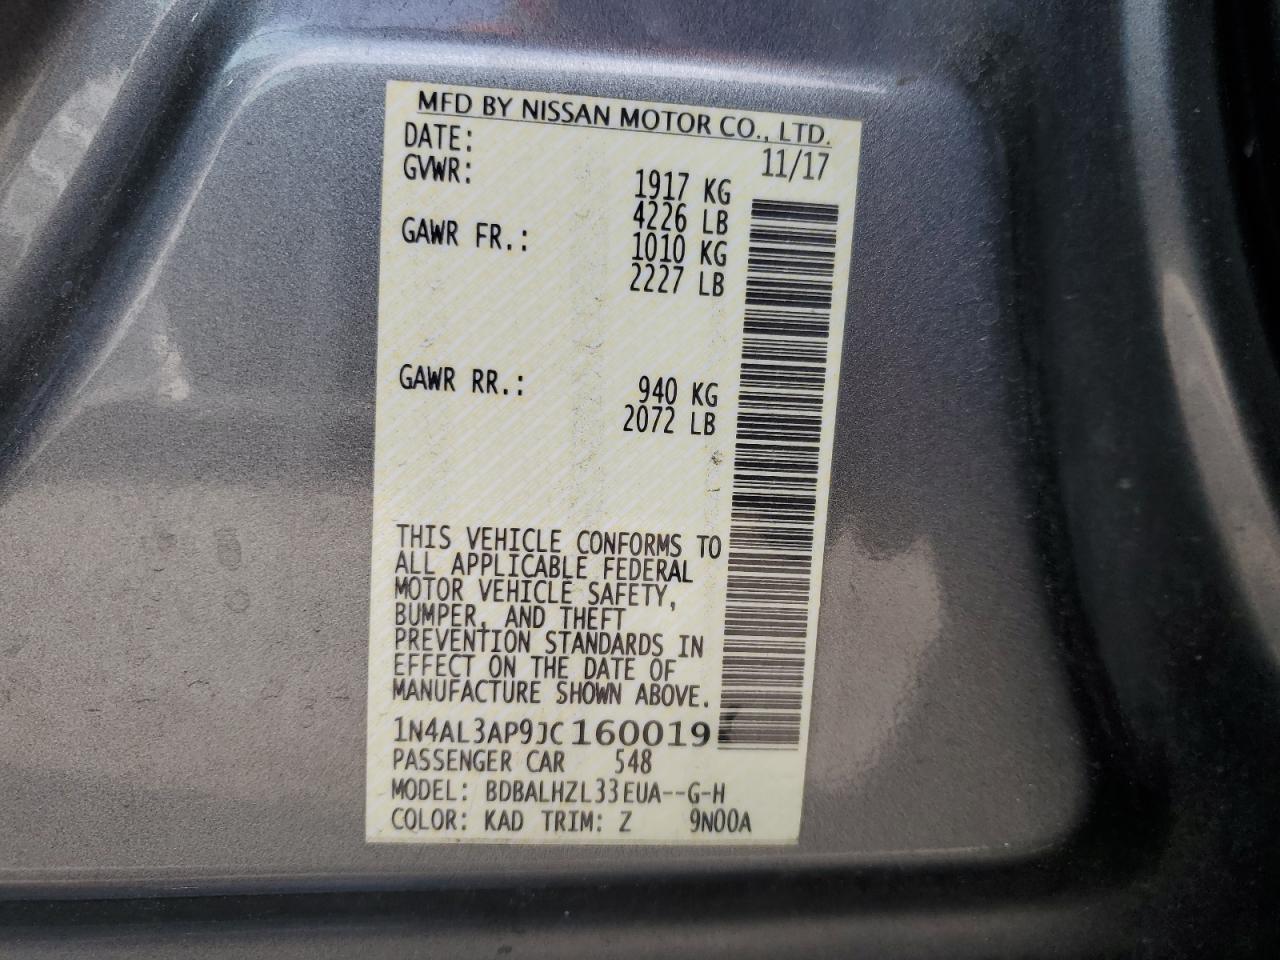 MFD BY NISSAN MOTOR CO., LTD.
DATE: 11/17
GVWR: 1917 KG
4226 LB
GAWR FR.: 1010 KG
2227 LB
GAWR RR.: 940 KG
2072 LB
THIS VEHICLE CONFORMS TO
ALL APPLICABLE FEDERAL
MOTOR VEHICLE SAFETY,
BUMPER, AND THEFT
PREVENTION STANDARDS IN
EFFECT ON THE DATE OF
MANUFACTURE SHOWN ABOVE.
1N4AL3AP9JC160019
PASSENGER CAR 548
MODEL: BDBALHZL33EUA--G-H
COLOR: KAD TRIM: Z 9N00A